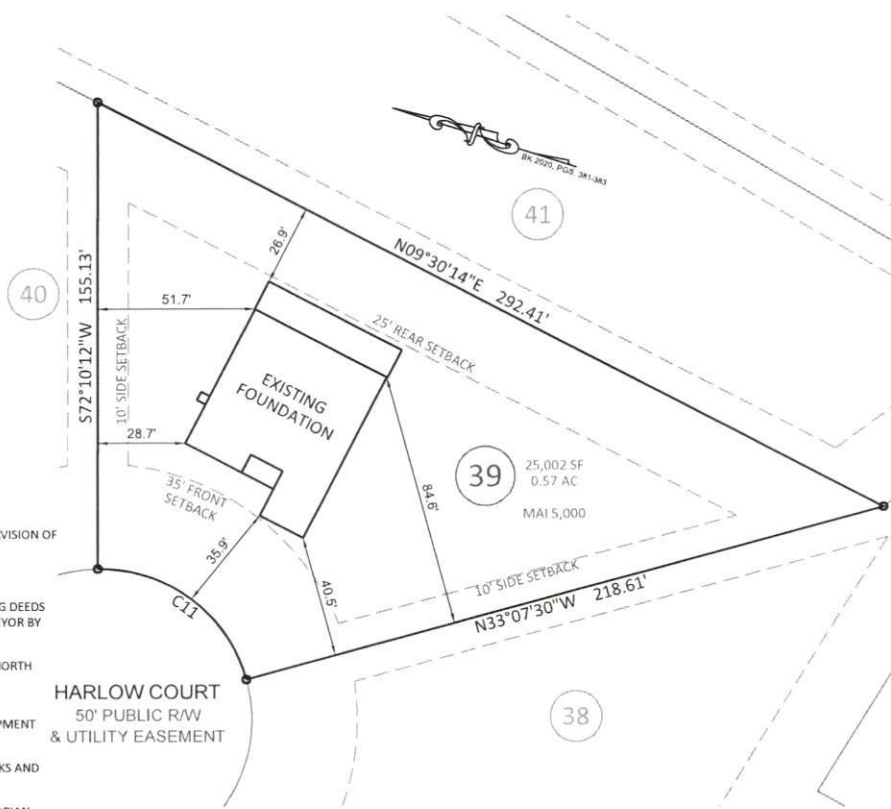 BK 2020, PGS. 381-383
41
N09°30'14"E 292.41'
26.9'
40
S72°10'12"W 155.13'
51.7'
10' SIDE SETBACK
25' REAR SETBACK
EXISTING
FOUNDATION
28.7'
39
25,002 SF
0.57 AC
MAI 5,000
84.6'
35' FRONT
SETBACK
35.9'
40.5'
10' SIDE SETBACK
N33°07'30"W 218.61'
C11
38
HARLOW COURT
50' PUBLIC R/W
& UTILITY EASEMENT
VISION OF
G DEEDS
YOR BY
ORTH
PMENT
KS AND